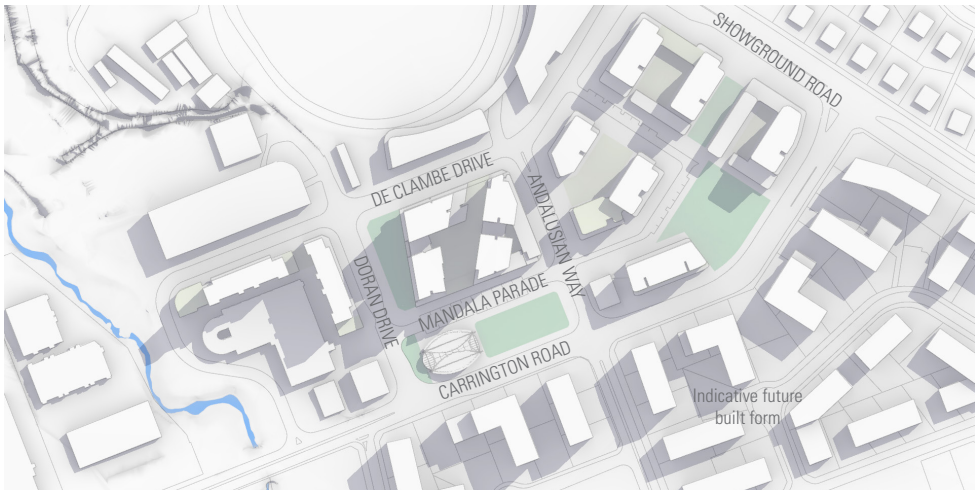 SHOWGROUND ROAD
DE CLAMBE DRIVE
ANDALUSIAN WAY
DORAN DRIVE
MANDALA PARADE
CARRINGTON ROAD
Indicative future
built form